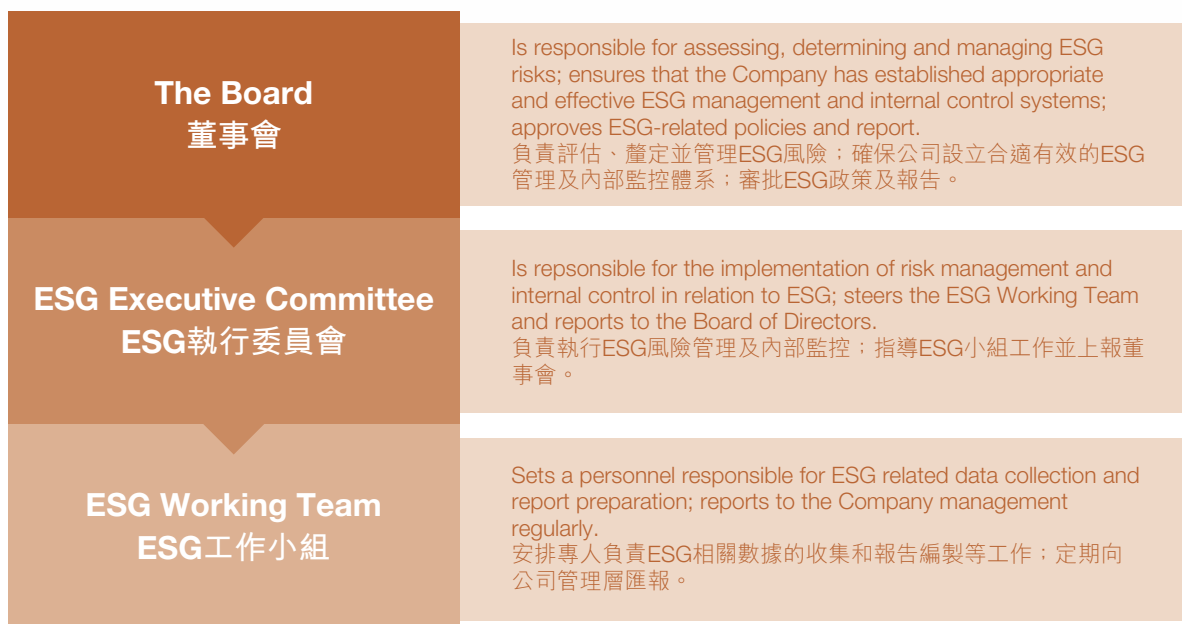 The Board
董事會
Is responsible for assessing, determining and managing ESG
risks; ensures that the Company has established appropriate
and effective ESG management and internal control systems;
approves ESG-related policies and report.
負責評估、釐定並管理ESG風險；確保公司設立合適有效的ESG
管理及內部監控體系；審批ESG政策及報告。
ESG Executive Committee
ESG執行委員會
Is repsonsible for the implementation of risk management and
internal control in relation to ESG; steers the ESG Working Team
and reports to the Board of Directors.
負責執行ESG風險管理及內部監控；指導ESG小組工作並上報董
事會。
ESG Working Team
ESG工作小組
Sets a personnel responsible for ESG related data collection and
report preparation; reports to the Company management
regularly.
安排專人負責ESG相關數據的收集和報告編製等工作；定期向
公司管理層匯報。